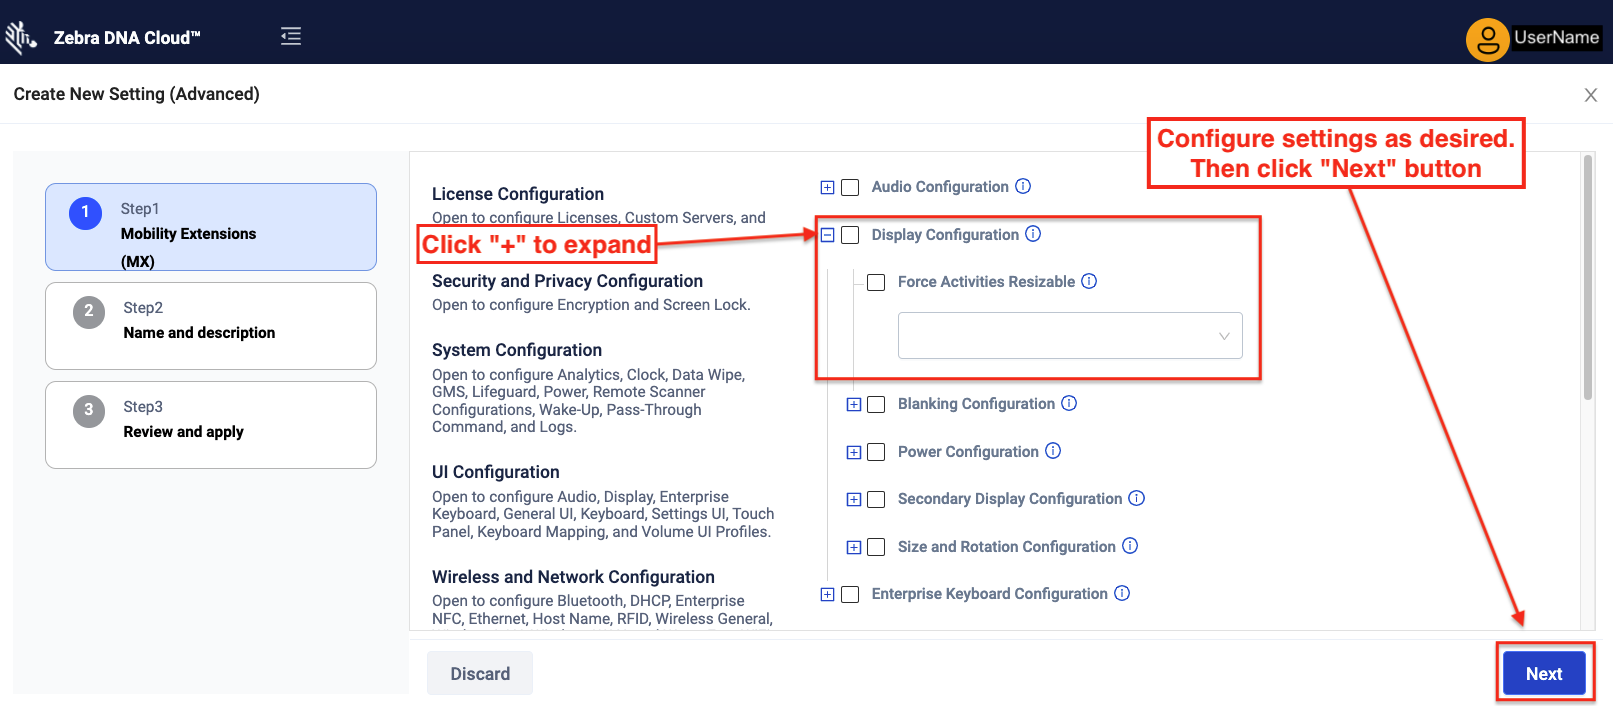 Zebra DNA Cloud™
UserName
Create New Setting (Advanced)
X
Configure settings as desired.
Then click "Next" button
1
Step1
Mobility Extensions
(MX)
2
Step2
Name and description
3
Step3
Review and apply
License Configuration
Open to configure Licenses, Custom Servers, and
Click "+" to expand
Security and Privacy Configuration
Open to configure Encryption and Screen Lock.
System Configuration
Open to configure Analytics, Clock, Data Wipe,
GMS, Lifeguard, Power, Remote Scanner
Configurations, Wake-Up, Pass-Through
Command, and Logs.
UI Configuration
Open to configure Audio, Display, Enterprise
Keyboard, General UI, Keyboard, Settings UI, Touch
Panel, Keyboard Mapping, and Volume UI Profiles.
Wireless and Network Configuration
Open to configure Bluetooth, DHCP, Enterprise
NFC, Ethernet, Host Name, RFID, Wireless General,
Audio Configuration
Display Configuration
Force Activities Resizable
Blanking Configuration
Power Configuration
Secondary Display Configuration
Size and Rotation Configuration
Enterprise Keyboard Configuration
Discard
Next